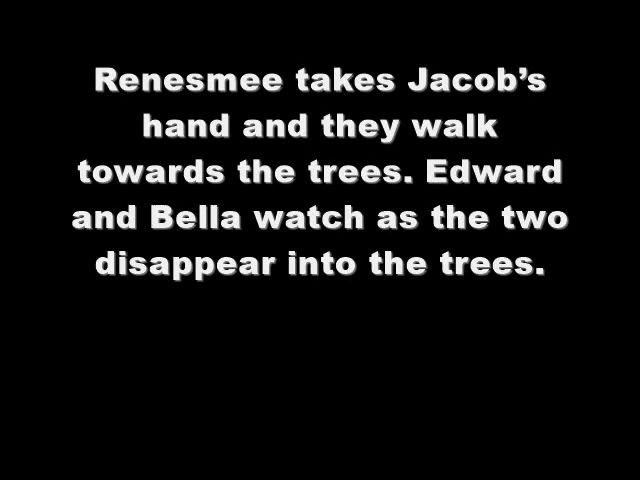 Renesmee takes Jacob’s
hand and they walk
towards the trees. Edward
and Bella watch as the two
disappear into the trees.